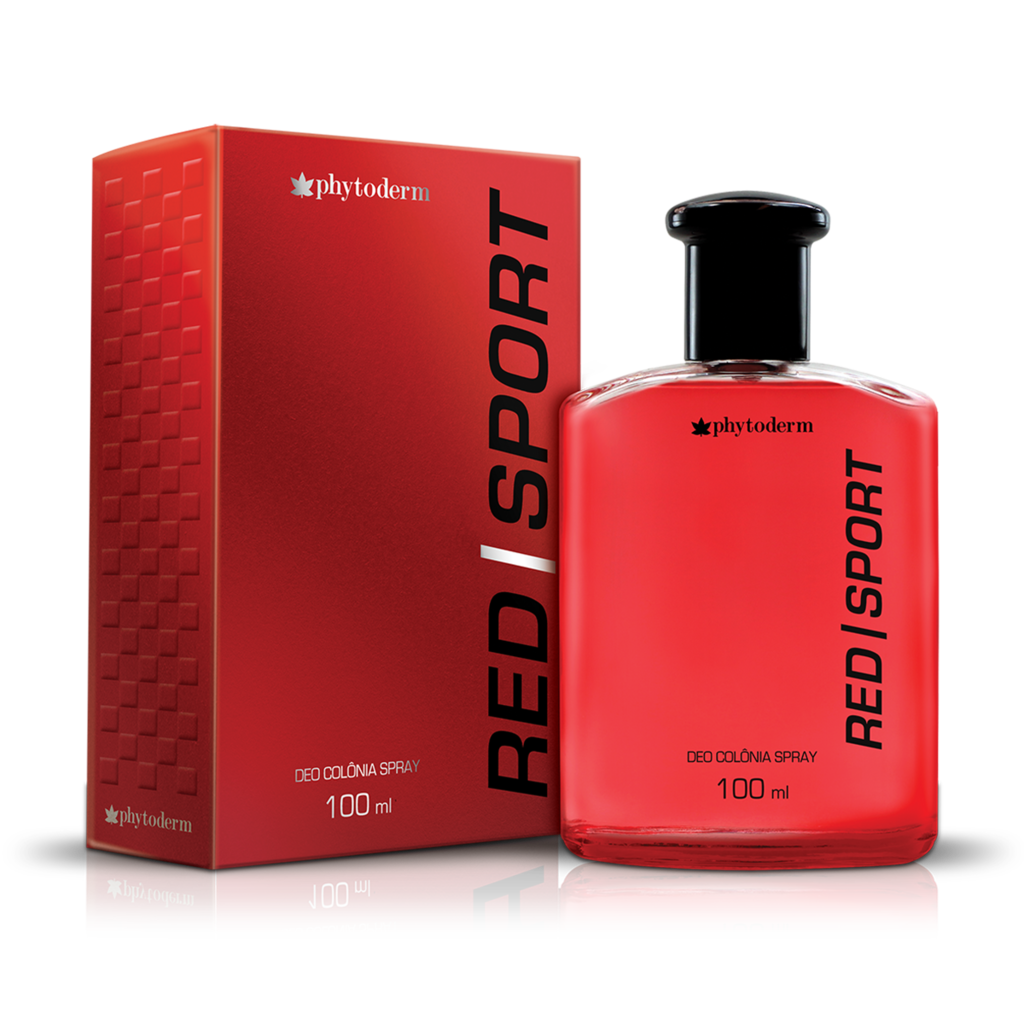 phytoderm
RED | SPORT
DEO COLÔNIA SPRAY
100 ml
phytoderm
phytoderm
RED | SPORT
DEO COLÔNIA SPRAY
100 ml